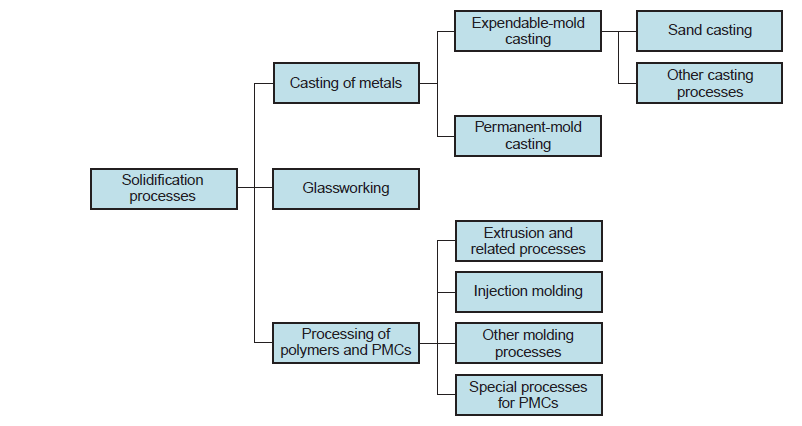 Expendable-mold
casting
Sand casting
Casting of metals
Other casting
processes
Permanent-mold
casting
Solidification
processes
Glassworking
Extrusion and
related processes
Injection molding
Processing of
polymers and PMCs
Other molding
processes
Special processes
for PMCs